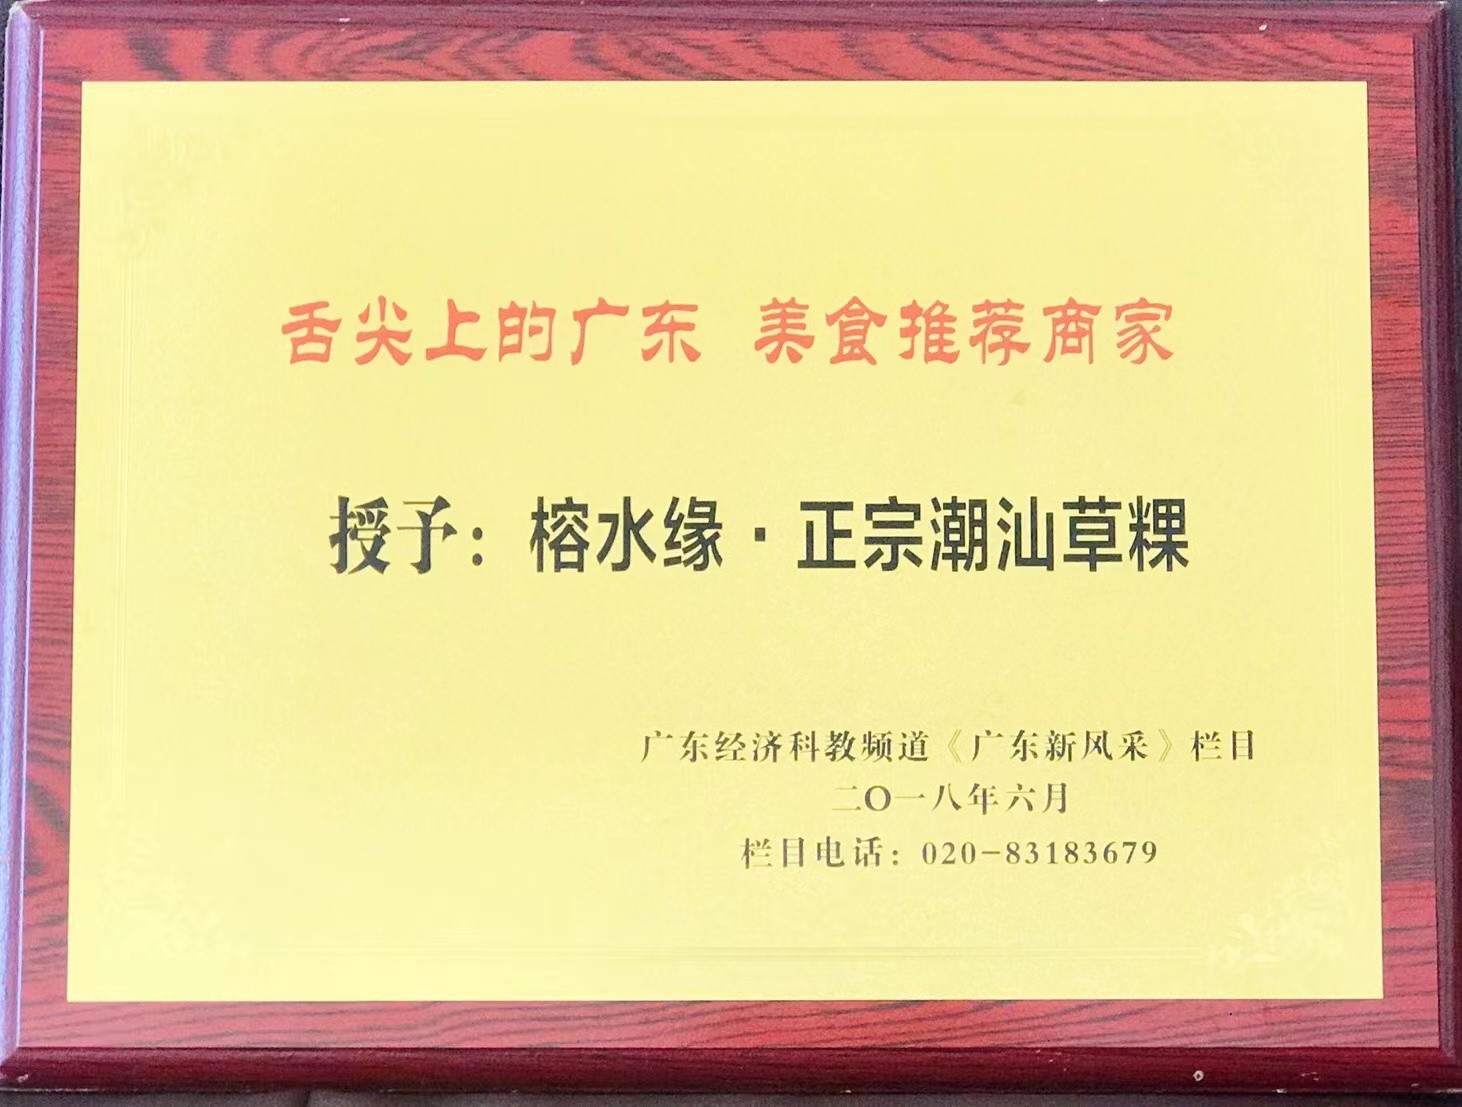 舌尖上的广东 美食推荐商家
授予：榕水缘·正宗潮汕草粿
广东经济科教频道《广东新风采》栏目
二〇一八年六月
栏目电话：020-83183679